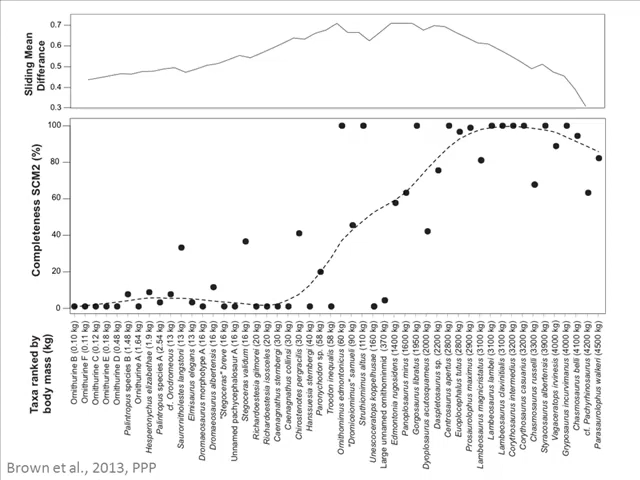 Sliding Mean
Differance
0.7
0.6
0.5
0.4
0.3
Completeness SCM2 (%)
100
80
60
40
20
0
Taxa ranked by
body mass (kg)
Ornithurine B (0.10 kg)
Ornithurine F (0.11 kg)
Ornithurine C (0.12 kg)
Ornithurine E (0.18 kg)
Ornithurine D (0.48 kg)
Palintropus species B (1.48 kg)
Ornithurine A (1.64 kg)
Hesperonychus elizabethae (1.9 kg)
Palintropus species A (2.54 kg)
cf. Orodromeus (13 kg)
Saurornitholestes langstoni (13 kg)
Elmisaurus elegans (13 kg)
Dromaeosaurus morphotype A (16 kg)
Dromaeosaurus albertensis (16 kg)
"Stegoceras" breve (16 kg)
Unnamed pachycephalosaur A (16 kg)
Stegoceras validum (16 kg)
Richardoestesia gilmorei (20 kg)
Richardoestesia isosceles (20 kg)
Caenagnathus sternbergi (30 kg)
Caenagnathus collinsi (30 kg)
Chirostenotes pergracilis (30 kg)
Hanssuesia sternbergi (40 kg)
Paronychodon sp. (58 kg)
Troodon inequalis (58 kg)
Ornithomimus edmontonicus (60 kg)
"Dromiceiomimus" samueli (90 kg)
Struthiomimus altus (110 kg)
Unescoceratops koppelhusae (160 kg)
Large unnamed ornithomimid (370 kg)
Edmontonia rugosidens (1400 kg)
Panoplosaurus mirus (1600 kg)
Gorgosaurus libratus (1950 kg)
Dyoplosaurus acutosquameus (2000 kg)
Daspletosaurus sp. (2200 kg)
Centrosaurus apertus (2800 kg)
Euoplocephalus tutus (2800 kg)
Prosaurolophus maximus (2900 kg)
Lambeosaurus magnicristatus (3100 kg)
Lambeosaurus lambei (3100 kg)
Lambeosaurus clavinitialis (3100 kg)
Corythosaurus intermedius (3200 kg)
Corythosaurus casuarius (3200 kg)
Chasmosaurus russelli (3300 kg)
Styracosaurus albertensis (3900 kg)
Vagaceratops irvinesis (4000 kg)
Gryposaurus incurvimanus (4000 kg)
Chasmosaurus belli (4100 kg)
cf. Pachyrhinosaur (4200 kg)
Parasaurolophus walkeri (4500 kg)
Brown et al., 2013, PPP